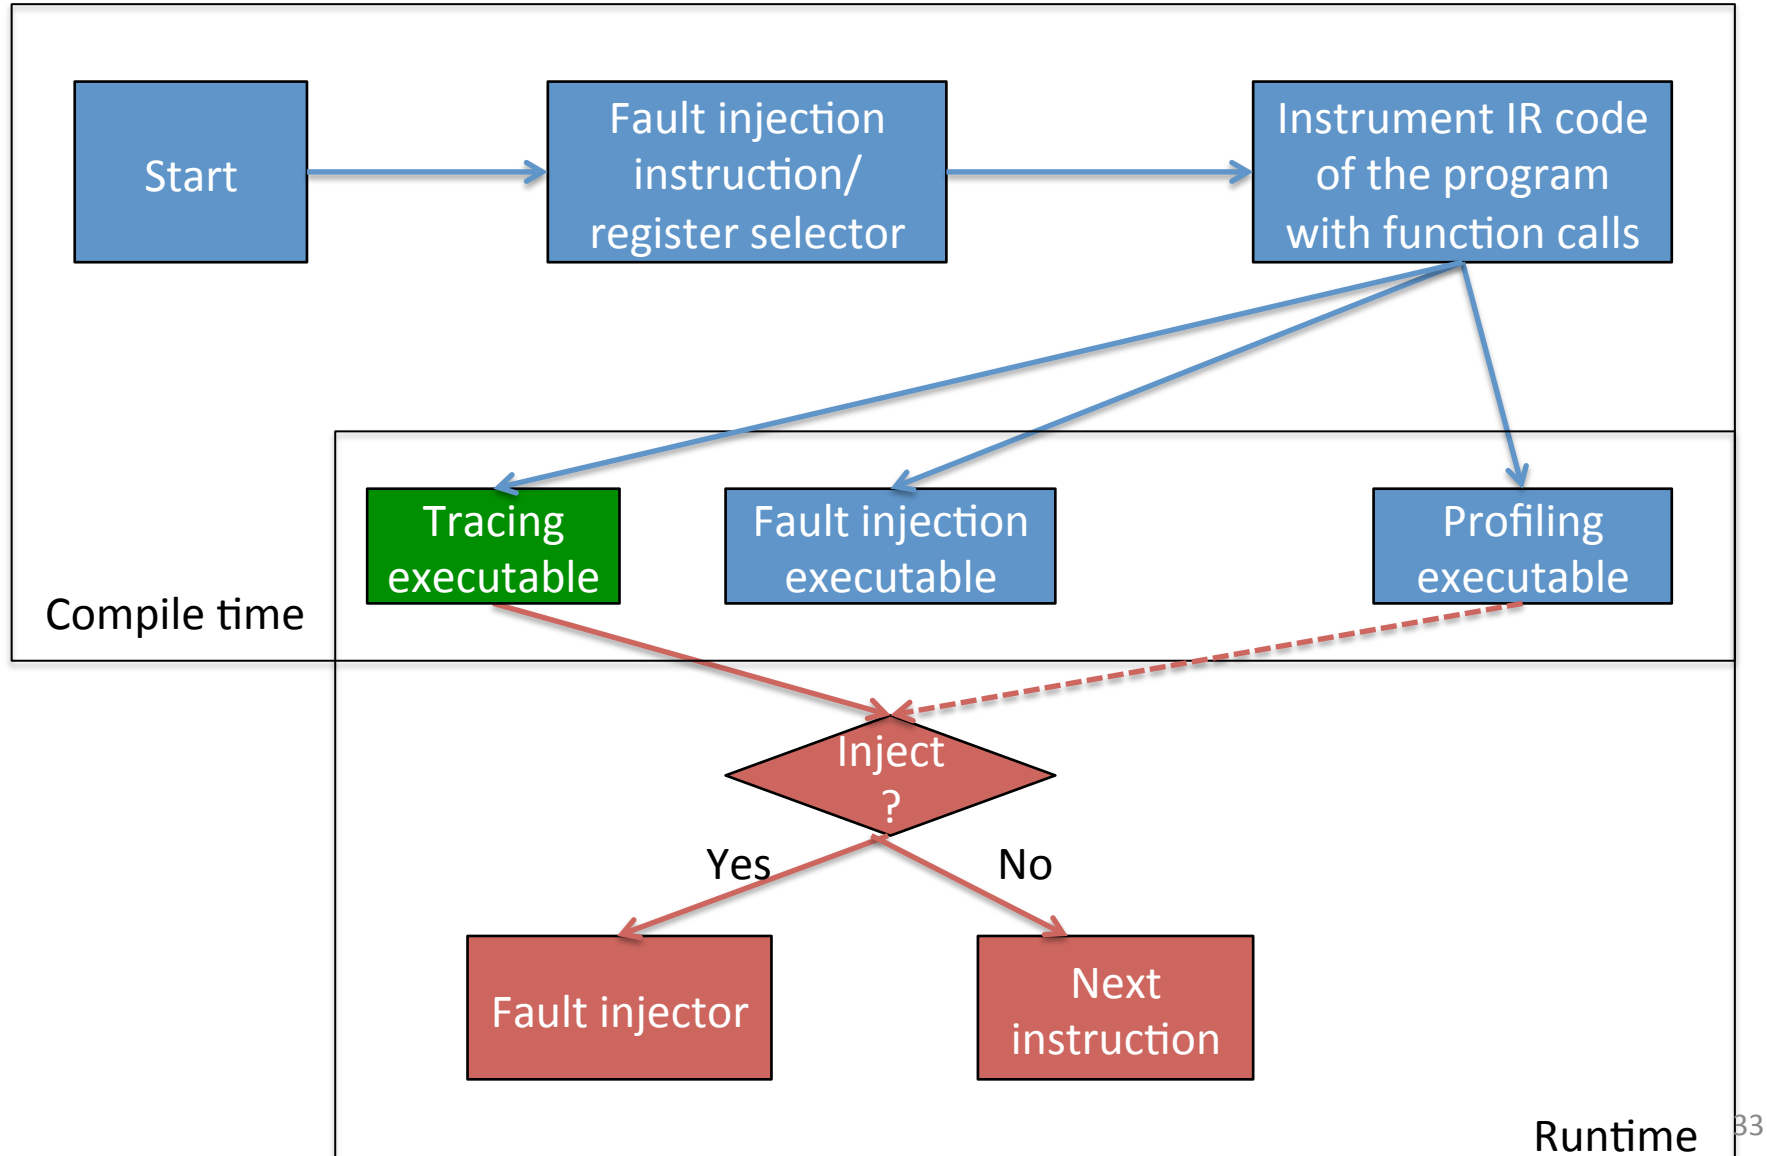 Start
Fault injection
instruction/
register selector
Instrument IR code
of the program
with function calls
Tracing
executable
Fault injection
executable
Profiling
executable
Compile time
Inject
?
Yes
No
Fault injector
Next
instruction
Runtime
33